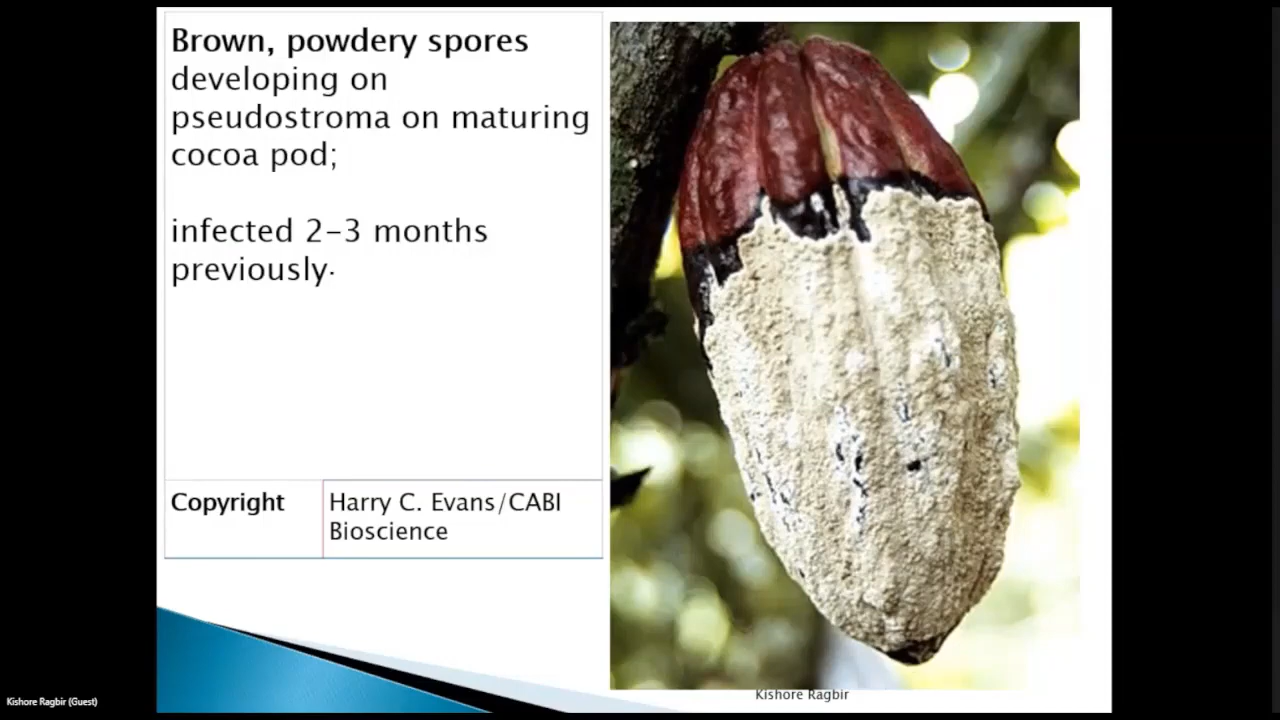 Brown, powdery spores
developing on
pseudostroma on maturing
cocoa pod;
infected 2-3 months
previously.
Copyright
Harry C. Evans/CABI
Bioscience
Kishore Ragbir
Kishore Ragbir (Guest)